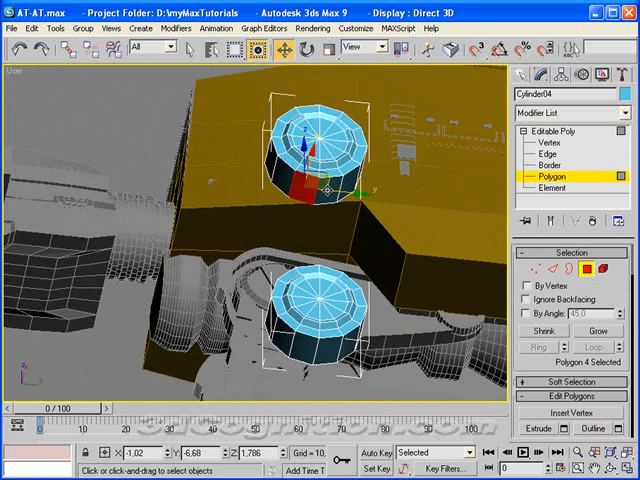 AT-AT.max - Project Folder: D:\myMaxTutorials - Autodesk 3ds Max 9 - Display : Direct 3D
File Edit Tools Group Views Create Modifiers Animation Graph Editors Rendering Customize MAXScript Help
All View
User
Cylinder04
Modifier List
Editable Poly
Vertex
Edge
Border
Polygon
Element
z
y
Selection
By Vertex
Ignore Backfacing
By Angle: 45,0
Shrink Grow
Ring Loop
Polygon 4 Selected
Soft Selection
Edit Polygons
Insert Vertex
Extrude Outline
0 / 100
0 10 20 30 40 50 60 70 80 90 100
X: -1,02 Y: -6,68 Z: 1,786 Grid = 10, Auto Key Selected
Click or click-and-drag to select objects Add Time T Set Key Key Filters... 0